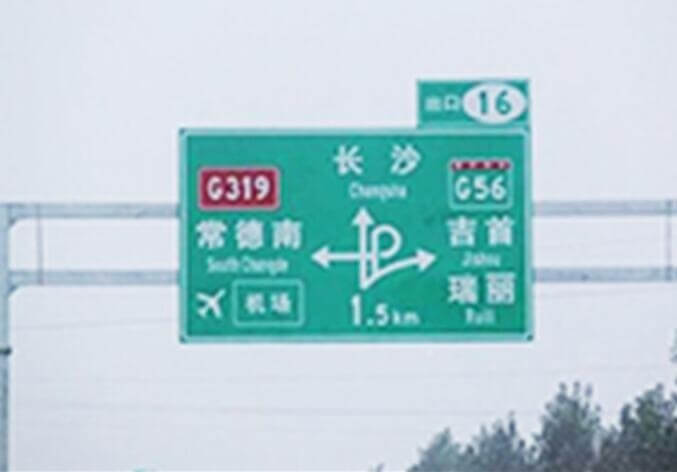 出口 16
长沙
Changsha
G319
常德南
South Changde
机场
G56
吉首
Jishou
瑞丽
Ruili
1.5km